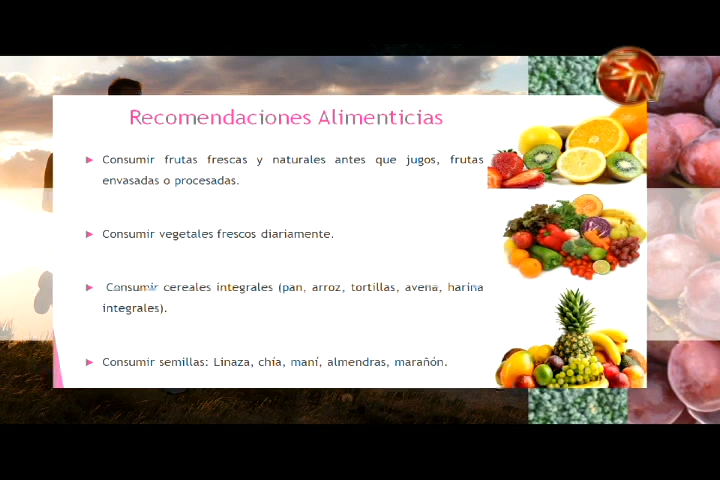 Recomendaciones Alimenticias
► Consumir frutas frescas y naturales antes que jugos, frutas
envasadas o procesadas.
► Consumir vegetales frescos diariamente.
► Consumir cereales integrales (pan, arroz, tortillas, avena, harina
integrales).
► Consumir semillas: Linaza, chía, maní, almendras, marañón.